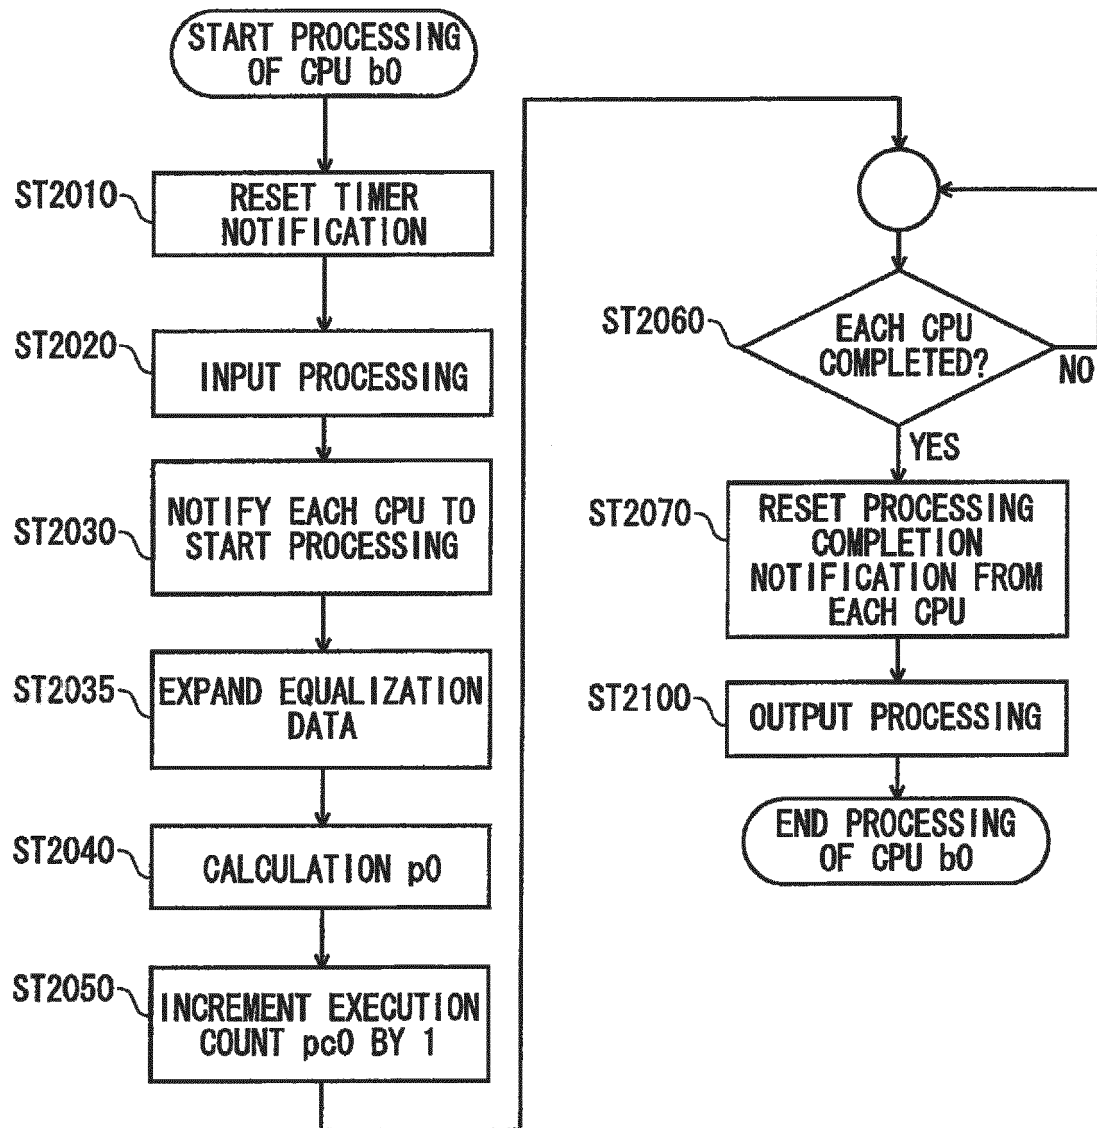 START PROCESSING
OF CPU b0
ST2010
RESET TIMER
NOTIFICATION
ST2020
INPUT PROCESSING
ST2030
NOTIFY EACH CPU TO
START PROCESSING
ST2035
EXPAND EQUALIZATION
DATA
ST2040
CALCULATION p0
ST2050
INCREMENT EXECUTION
COUNT pc0 BY 1
ST2060
EACH CPU
COMPLETED?
NO
YES
ST2070
RESET PROCESSING
COMPLETION
NOTIFICATION FROM
EACH CPU
ST2100
OUTPUT PROCESSING
END PROCESSING
OF CPU b0